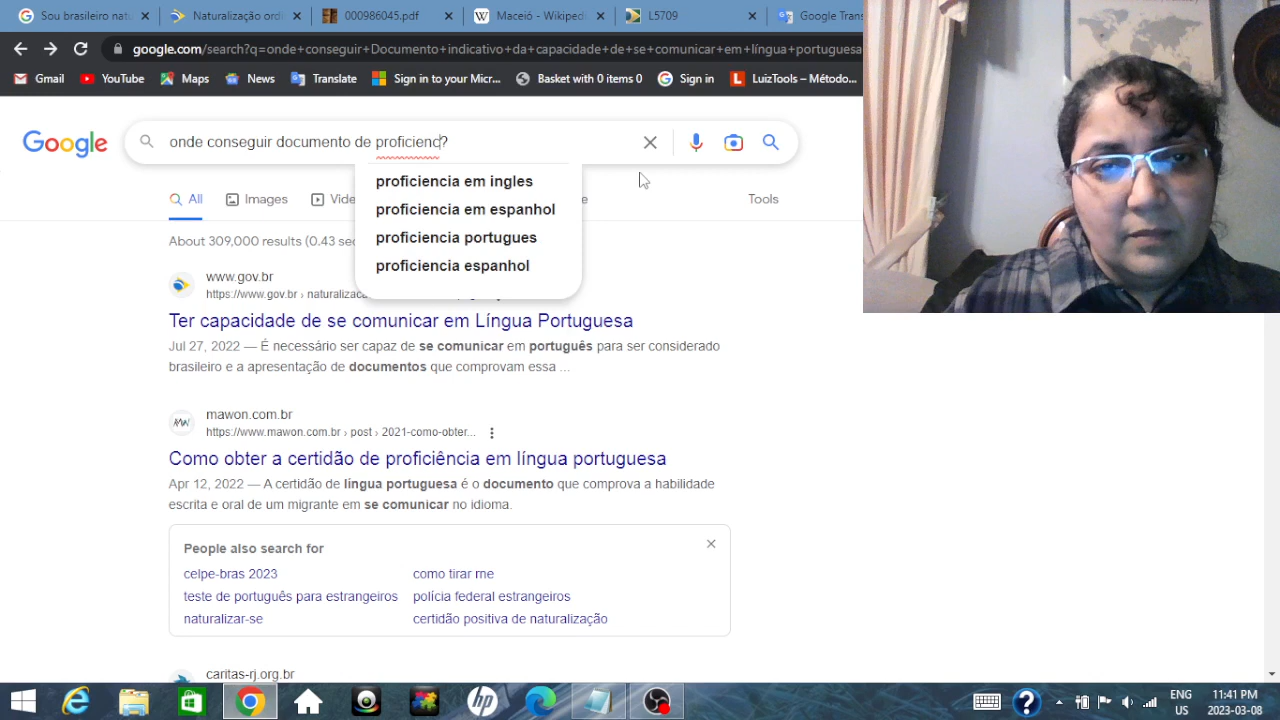 Sou brasileiro nat
Naturalização ordi
000986045.pdf
Maceió - Wikiped
L5709
Google Trans
google.com/search?q=onde+conseguir+Documento+indicativo+da+capacidade+de+se+comunicar+em+língua+portuguesa
Gmail
YouTube
Maps
News
Translate
Sign in to your Micr...
Basket with 0 items 0
Sign in
LuizTools – Método...
Google
onde conseguir documento de proficienc?
proficiencia em ingles
proficiencia em espanhol
proficiencia portugues
proficiencia espanhol
All
Images
Vide
e
Tools
About 309,000 results (0.43 sec
www.gov.br
https://www.gov.br › naturalizac
Ter capacidade de se comunicar em Língua Portuguesa
Jul 27, 2022 — É necessário ser capaz de se comunicar em português para ser considerado
brasileiro e a apresentação de documentos que comprovam essa ...
mawon.com.br
https://www.mawon.com.br › post › 2021-como-obter...
Como obter a certidão de proficiência em língua portuguesa
Apr 12, 2022 — A certidão de língua portuguesa é o documento que comprova a habilidade
escrita e oral de um migrante em se comunicar no idioma.
People also search for
celpe-bras 2023
como tirar rne
teste de português para estrangeiros
polícia federal estrangeiros
naturalizar-se
certidão positiva de naturalização
caritas-rj.org.br
ENG
US
11:41 PM
2023-03-08